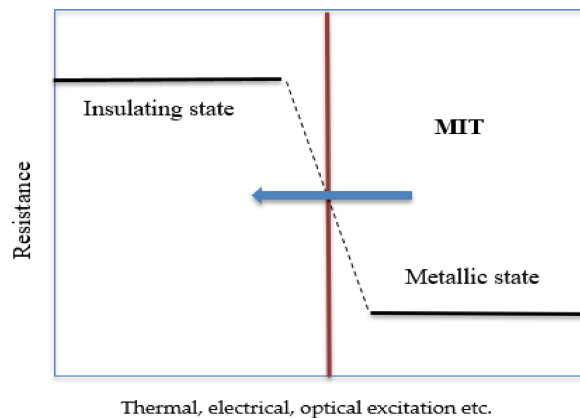 Insulating state
MIT
Resistance
Metallic state
Thermal, electrical, optical excitation etc.